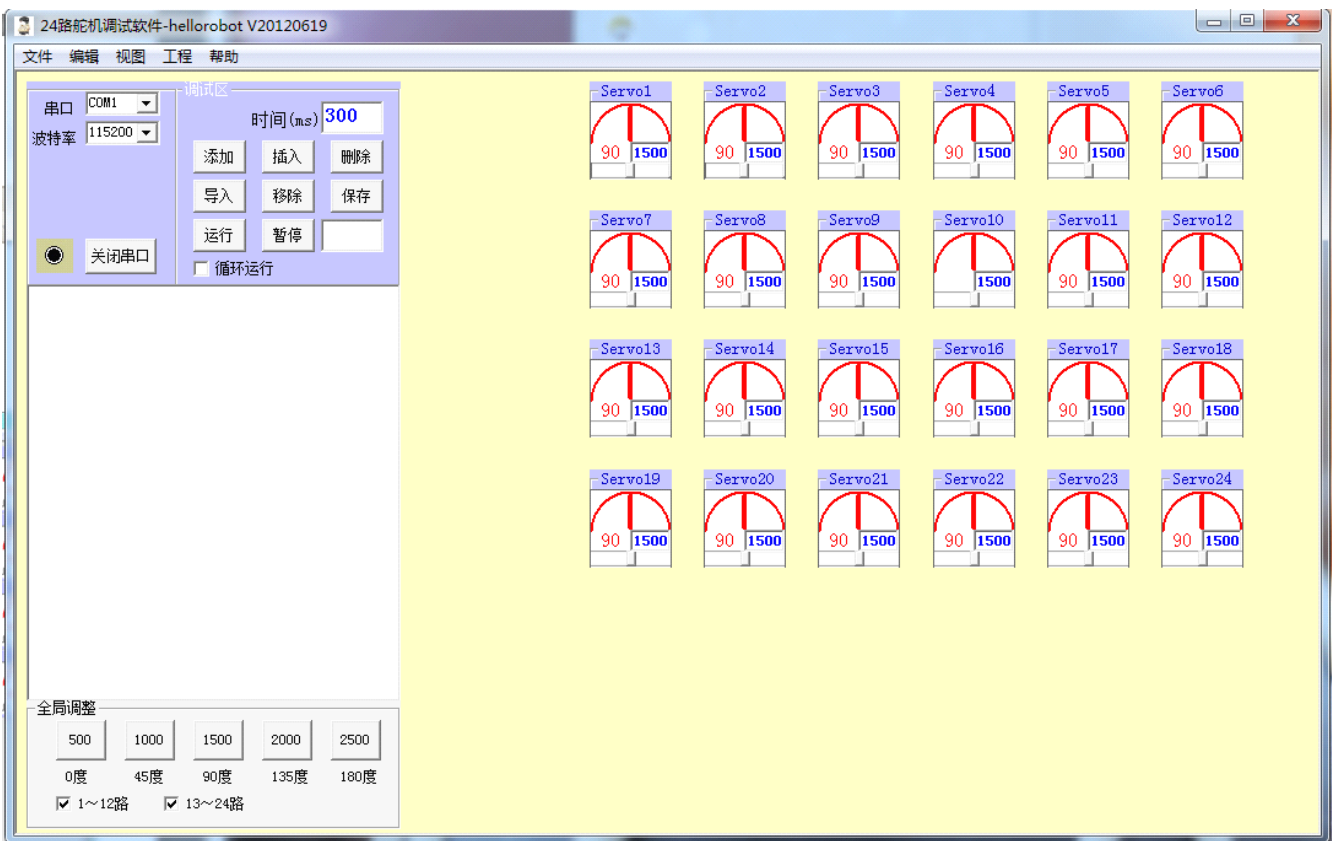 24路舵机调试软件-hellorobot V20120619
文件 编辑 视图 工程 帮助
串口 COM1
波特率 115200
关闭串口
调试区
时间(ms) 300
添加 插入 删除
导入 移除 保存
运行 暂停
循环运行
Servo1 Servo2 Servo3 Servo4 Servo5 Servo6
90 1500 90 1500 90 1500 90 1500 90 1500 90 1500
Servo7 Servo8 Servo9 Servo10 Servo11 Servo12
90 1500 90 1500 90 1500 1500 90 1500 90 1500
Servo13 Servo14 Servo15 Servo16 Servo17 Servo18
90 1500 90 1500 90 1500 90 1500 90 1500 90 1500
Servo19 Servo20 Servo21 Servo22 Servo23 Servo24
90 1500 90 1500 90 1500 90 1500 90 1500 90 1500
全局调整
500 1000 1500 2000 2500
0度 45度 90度 135度 180度
1～12路 13～24路